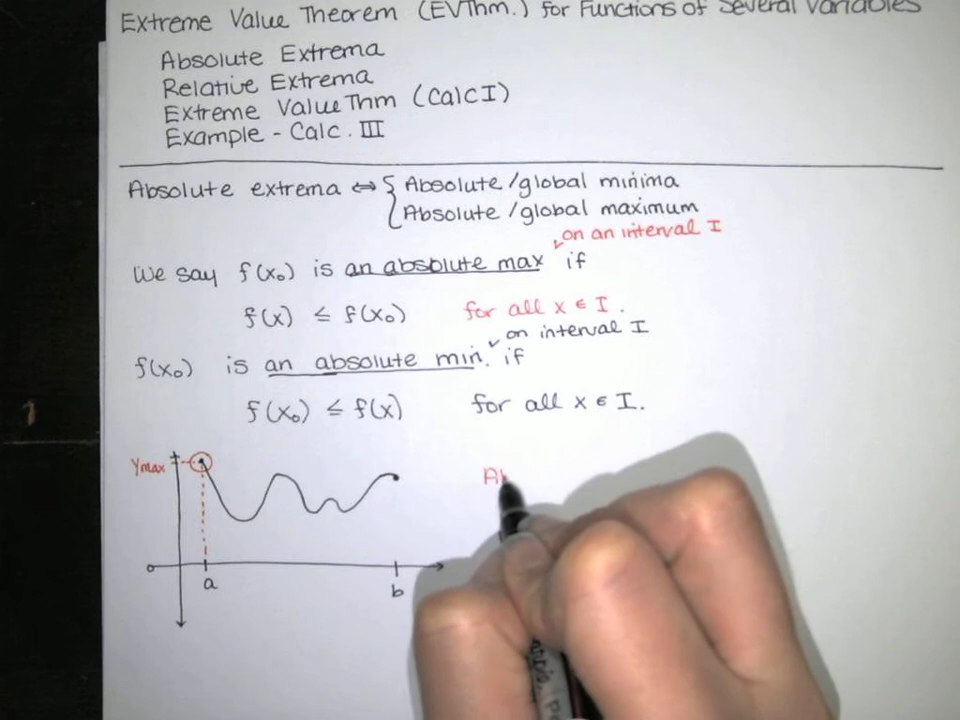 Extreme Value Theorem (EVThm.) for Functions of Several Variables
Absolute Extrema
Relative Extrema
Extreme Value Thm (Calc I)
Example - Calc. III
Absolute extrema ⇔ { Absolute/global minima
Absolute/global maximum
on an interval I
We say f(x₀) is an absolute max if
f(x) ≤ f(x₀) for all x ∈ I.
on interval I
f(x₀) is an absolute min. if
f(x₀) ≤ f(x) for all x ∈ I.
Ymax
a
b